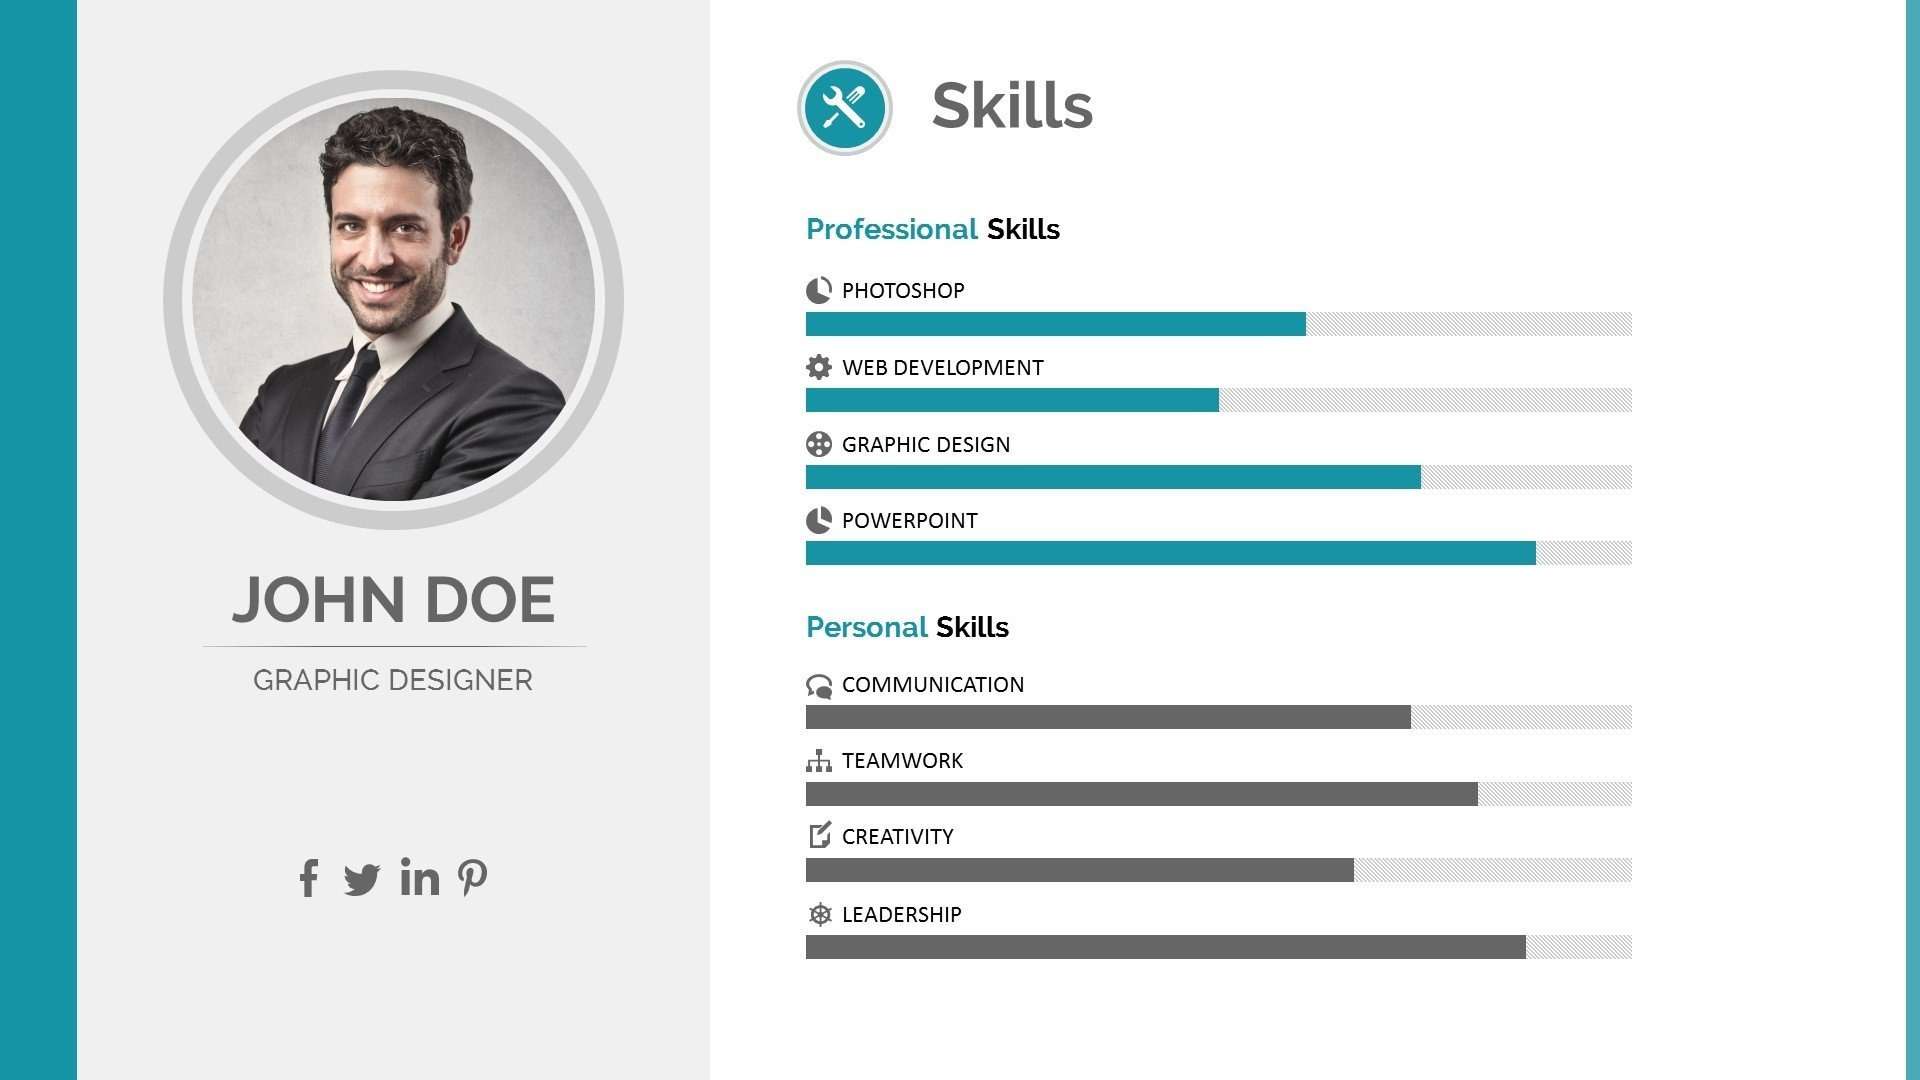 JOHN DOE
GRAPHIC DESIGNER
Skills
Professional Skills
PHOTOSHOP
WEB DEVELOPMENT
GRAPHIC DESIGN
POWERPOINT
Personal Skills
COMMUNICATION
TEAMWORK
CREATIVITY
LEADERSHIP